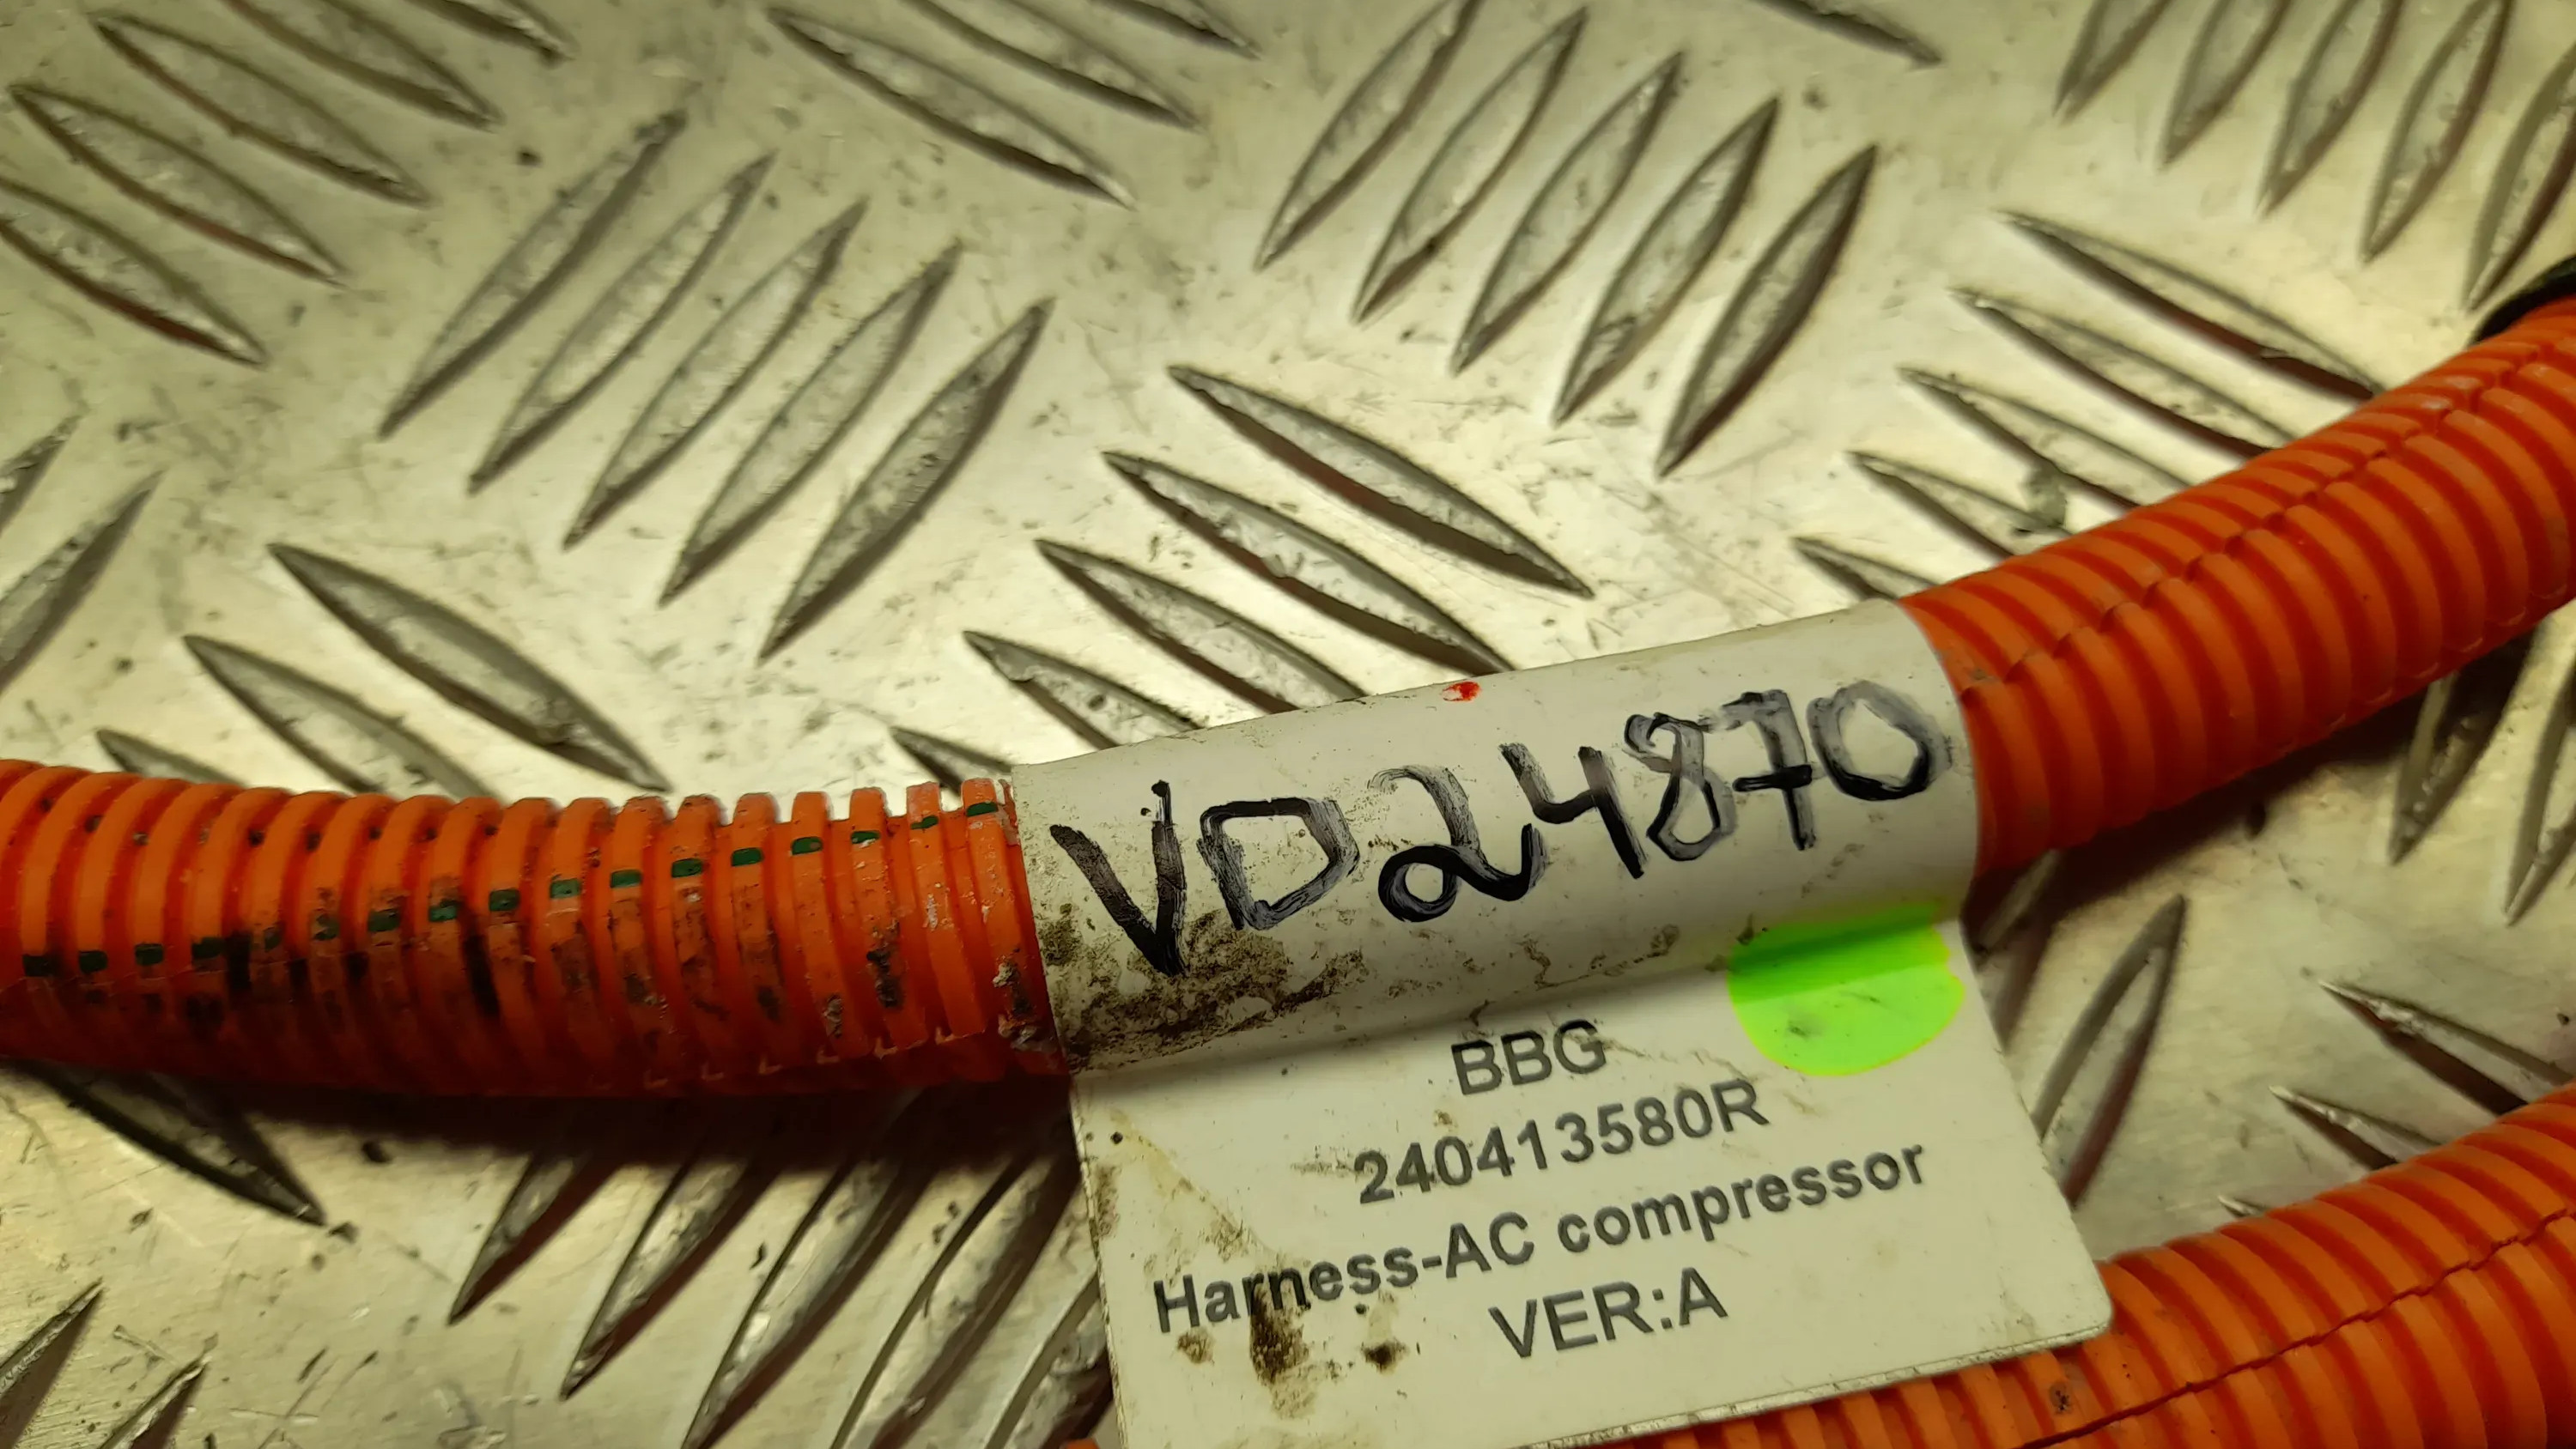 VD24870
BBG
240413580R
Harness-AC compressor
VER:A